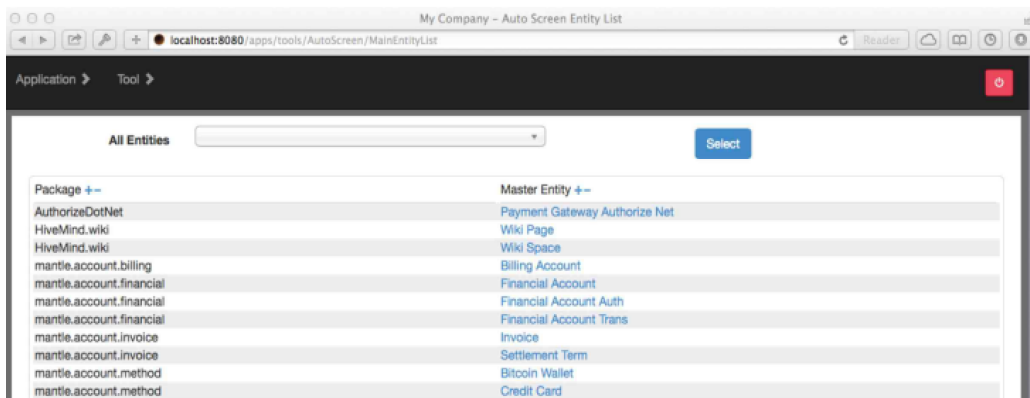 My Company – Auto Screen Entity List
localhost:8080/apps/tools/AutoScreen/MainEntityList Reader
Application Tool
All Entities Select
Package +- Master Entity +-
AuthorizeDotNet Payment Gateway Authorize Net
HiveMind.wiki Wiki Page
HiveMind.wiki Wiki Space
mantle.account.billing Billing Account
mantle.account.financial Financial Account
mantle.account.financial Financial Account Auth
mantle.account.financial Financial Account Trans
mantle.account.invoice Invoice
mantle.account.invoice Settlement Term
mantle.account.method Bitcoin Wallet
mantle.account.method Credit Card